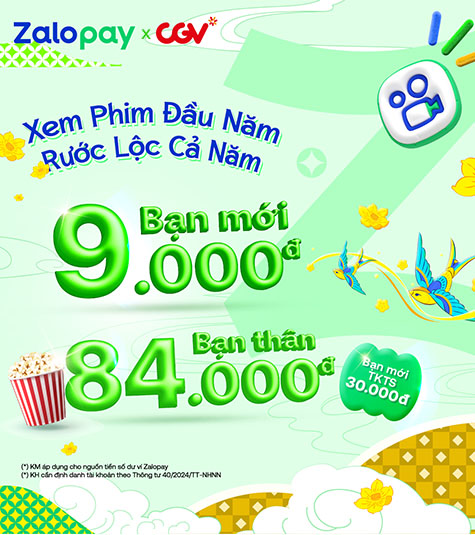 Zalopay x CGV*
Xem Phim Đầu Năm
Rước Lộc Cả Năm
Bạn mới
9.000đ
Bạn thân
84.000đ
Bạn mới
TKTS
30.000đ
(*) KM áp dụng cho nguồn tiền số dư ví Zalopay
(*) KH cần định danh tài khoản theo Thông tư 40/2024/TT-NHNN